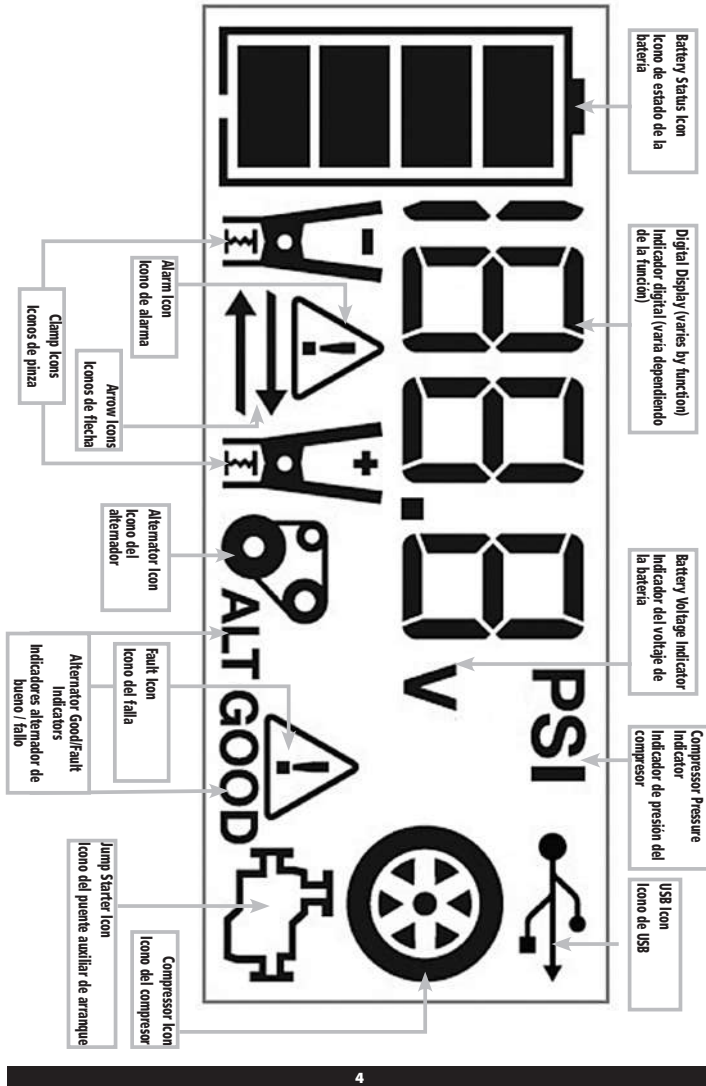 Battery Status Icon
Icono de estado de la
bateria
Digital Display (varies by function)
Indicador digital (varia dependiendo
de la función)
Battery Voltage Indicator
Indicador del voltaje de
la bateria
Compressor Pressure
Indicator
Indicador de presión del
compresor
USB Icon
Icono de USB
188.8
V
PSI
-
+
ALT GOOD
Alarm Icon
Icono de alarma
Clamp Icons
Iconos de pinza
Arrow Icons
Iconos de flecha
Alternator Icon
Icono del
alternador
Fault Icon
Icono del falla
Alternator Good/Fault
Indicators
Indicadores alternador de
bueno / fallo
Jump Starter Icon
Icono del puente auxiliar de arranque
Compressor Icon
Icono del compresor
4